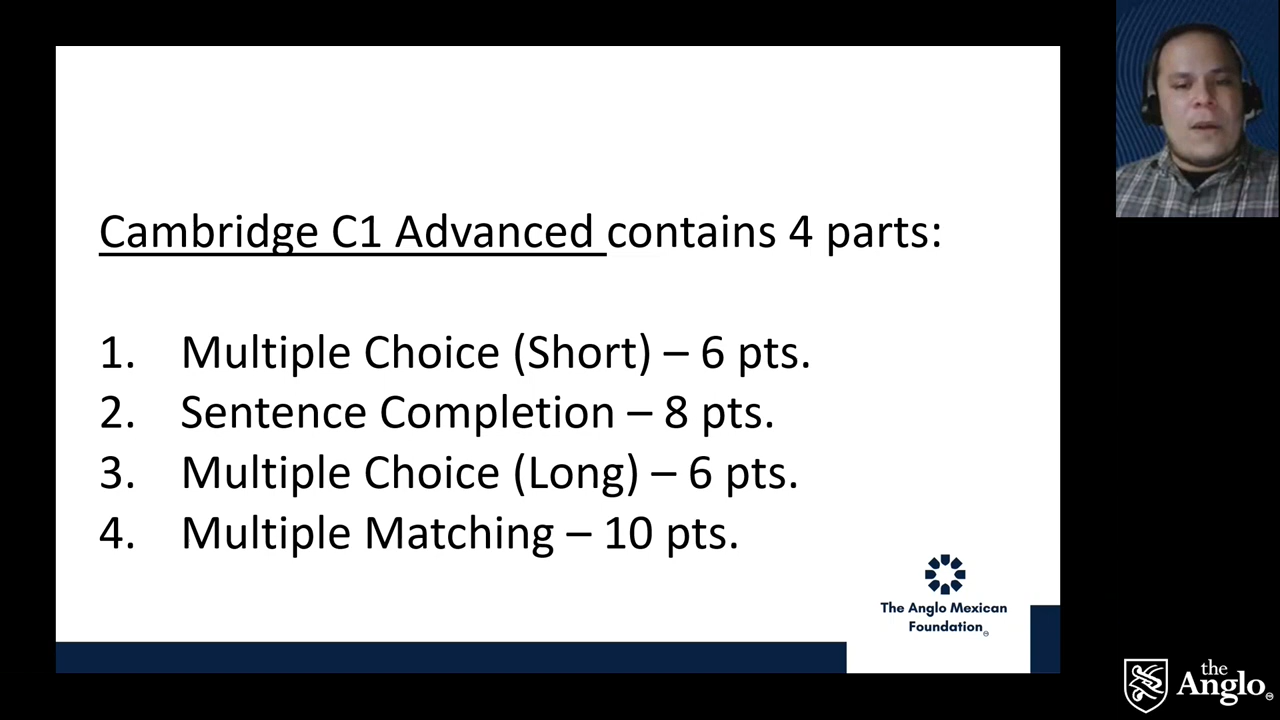 Cambridge C1 Advanced contains 4 parts:
1. Multiple Choice (Short) – 6 pts.
2. Sentence Completion – 8 pts.
3. Multiple Choice (Long) – 6 pts.
4. Multiple Matching – 10 pts.
The Anglo Mexican
Foundation
the
Anglo